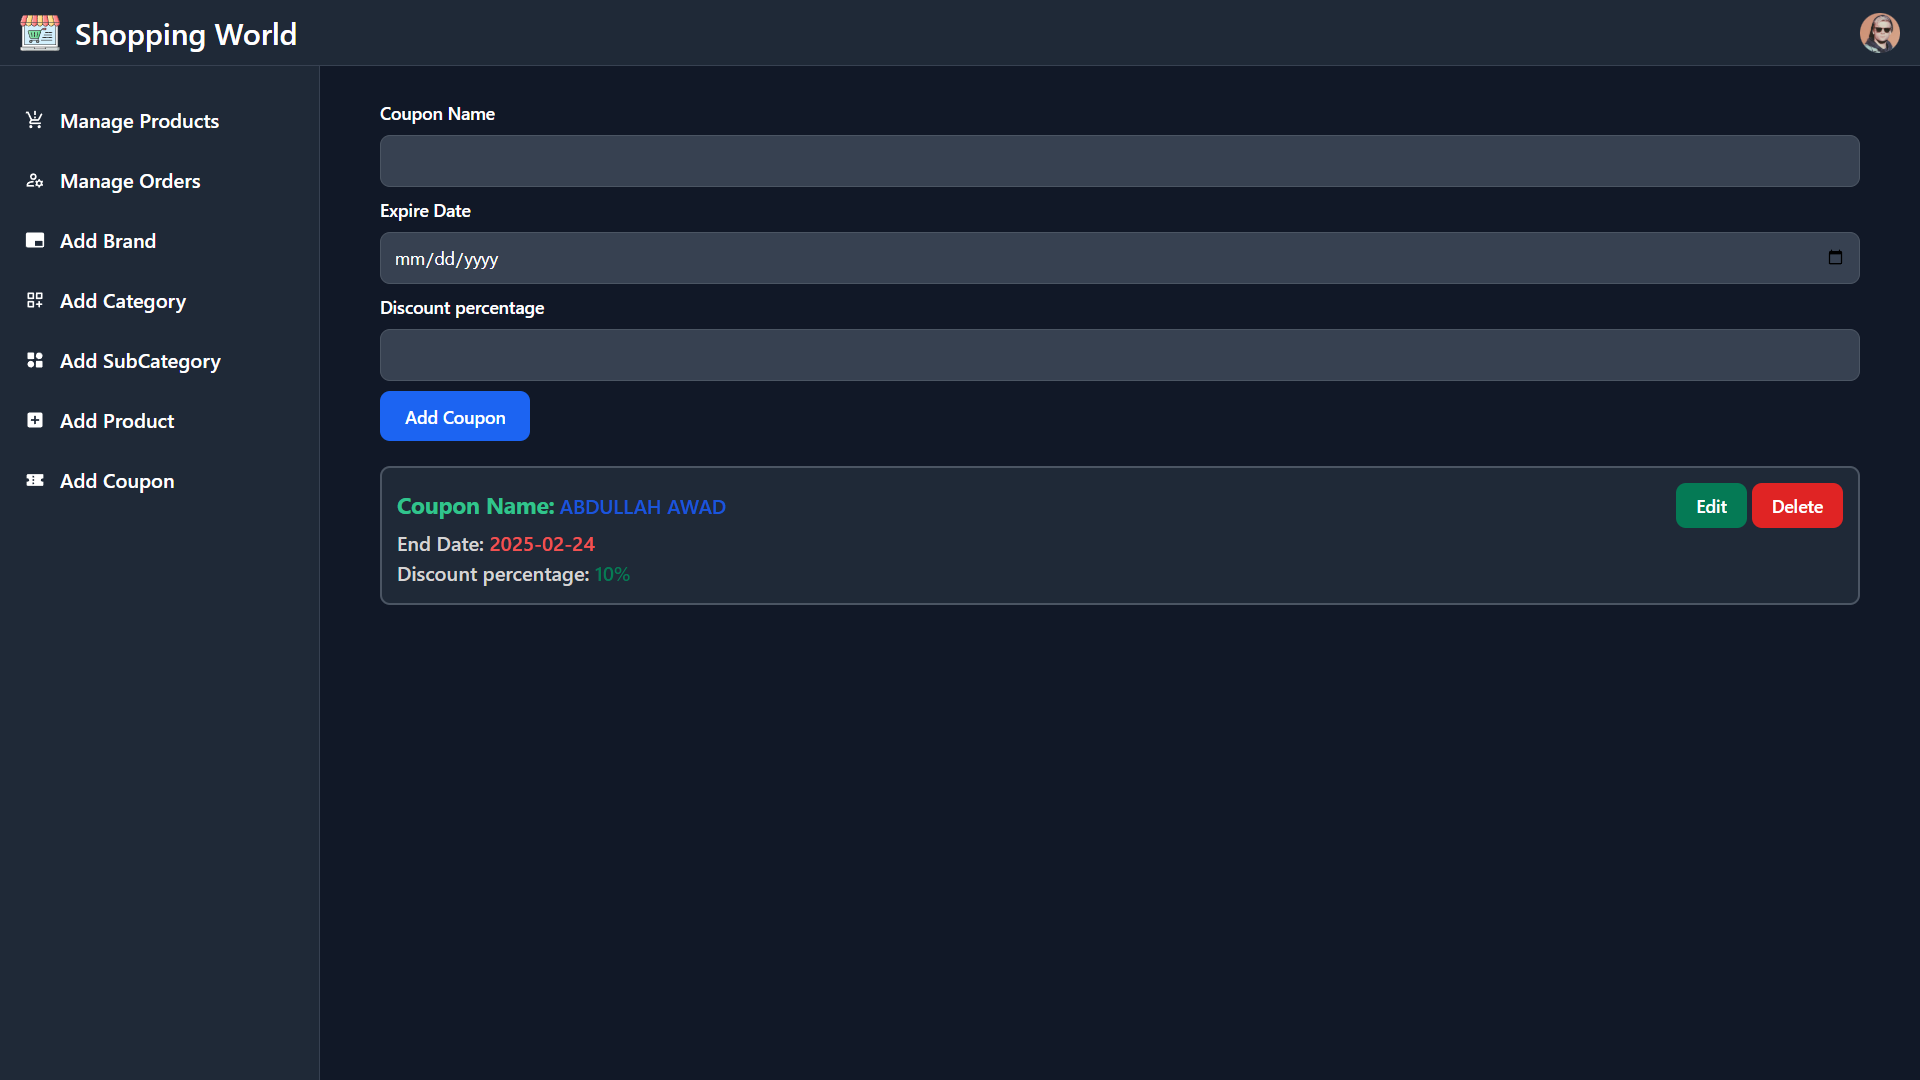 Shopping World
Manage Products
Manage Orders
Add Brand
Add Category
Add SubCategory
Add Product
Add Coupon
Coupon Name
Expire Date
mm/dd/yyyy
Discount percentage
Add Coupon
Coupon Name: ABDULLAH AWAD
Edit Delete
End Date: 2025-02-24
Discount percentage: 10%